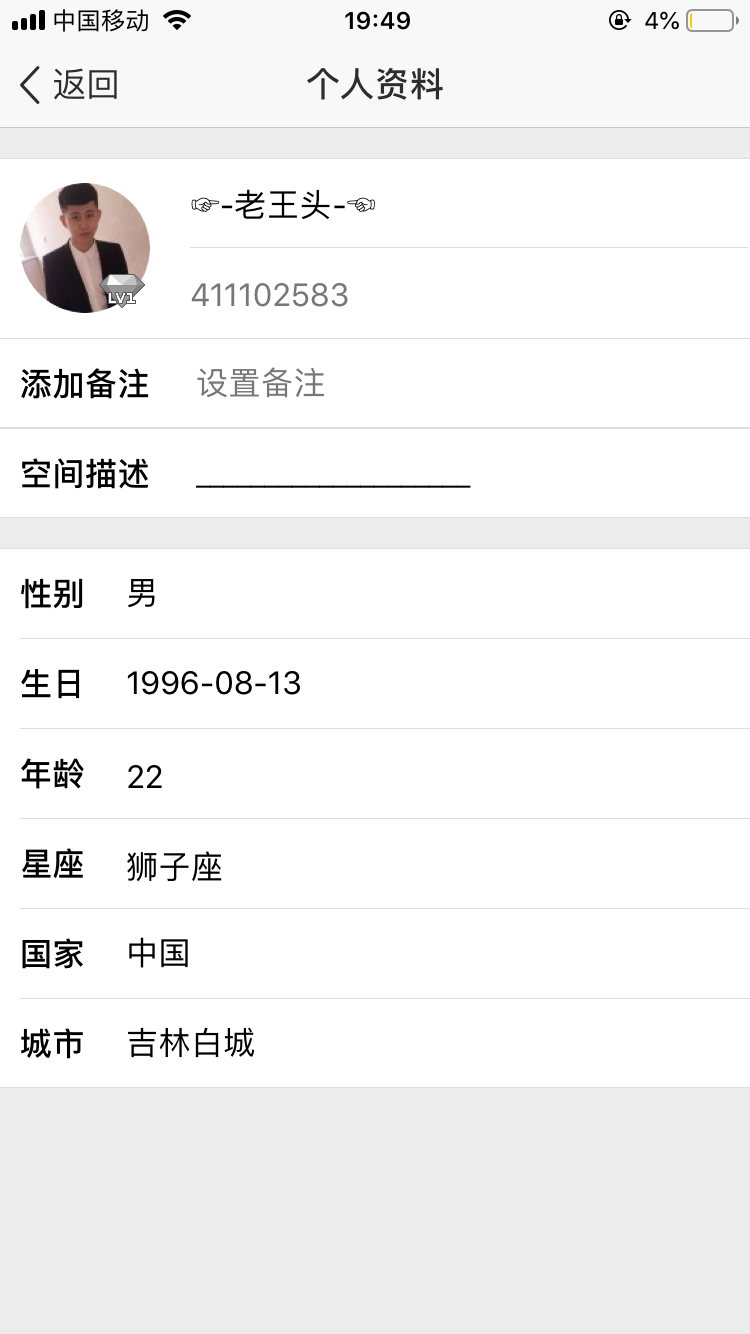 中国移动 19:49 4%
返回 个人资料
☞-老王头-☜
LV1
411102583
添加备注 设置备注
空间描述 ____________________
性别 男
生日 1996-08-13
年龄 22
星座 狮子座
国家 中国
城市 吉林白城